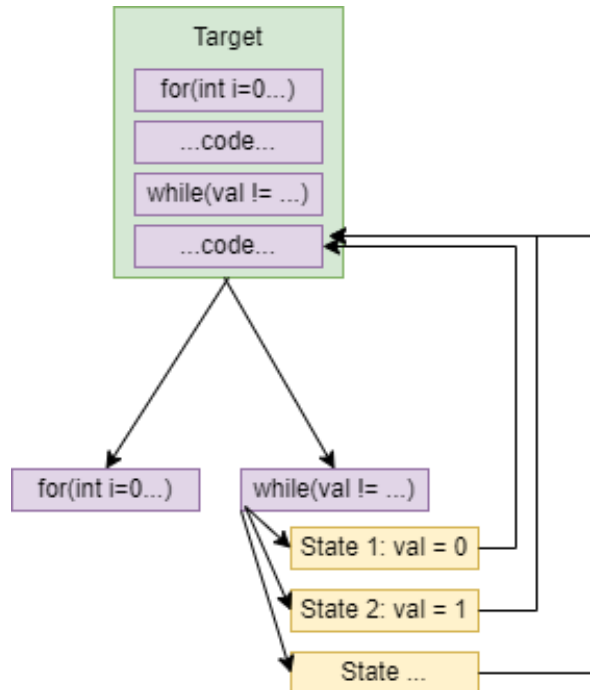 Target
for(int i=0...)
...code...
while(val != ...)
...code...
for(int i=0...)
while(val != ...)
State 1: val = 0
State 2: val = 1
State ...